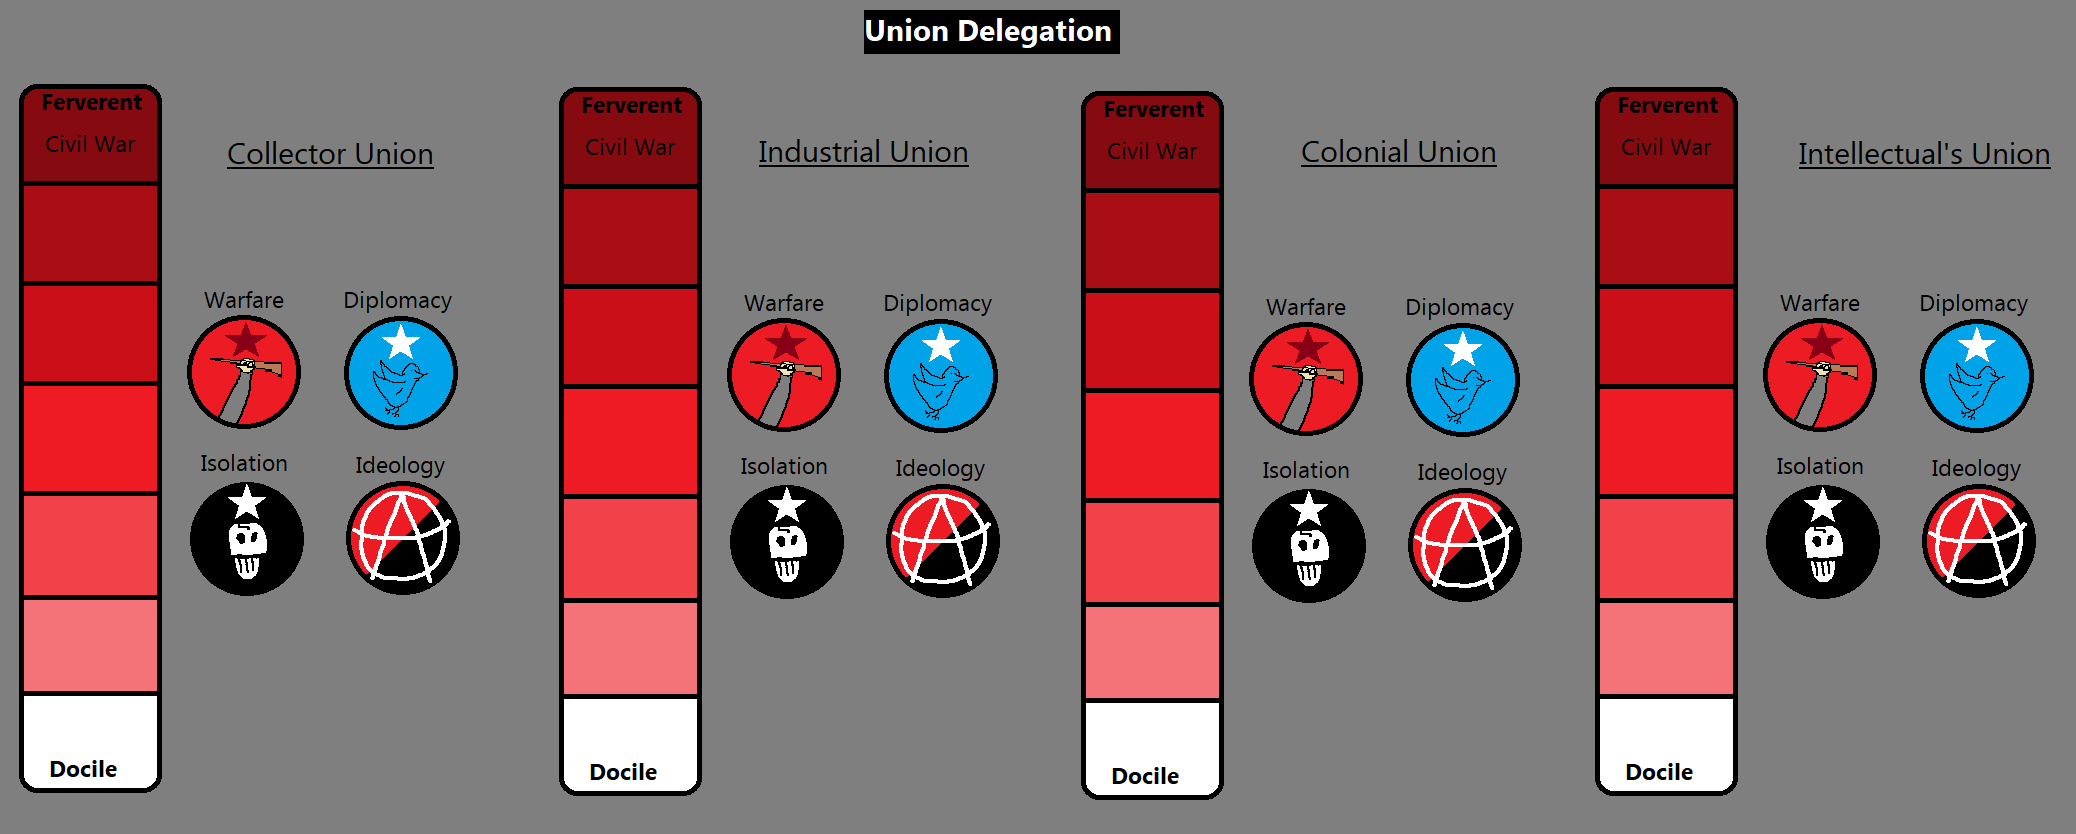 Union Delegation
Ferverent
Civil War
Collector Union
Warfare
Diplomacy
Isolation
Ideology
Docile
Ferverent
Civil War
Industrial Union
Warfare
Diplomacy
Isolation
Ideology
Docile
Ferverent
Civil War
Colonial Union
Warfare
Diplomacy
Isolation
Ideology
Docile
Ferverent
Civil War
Intellectual's Union
Warfare
Diplomacy
Isolation
Ideology
Docile